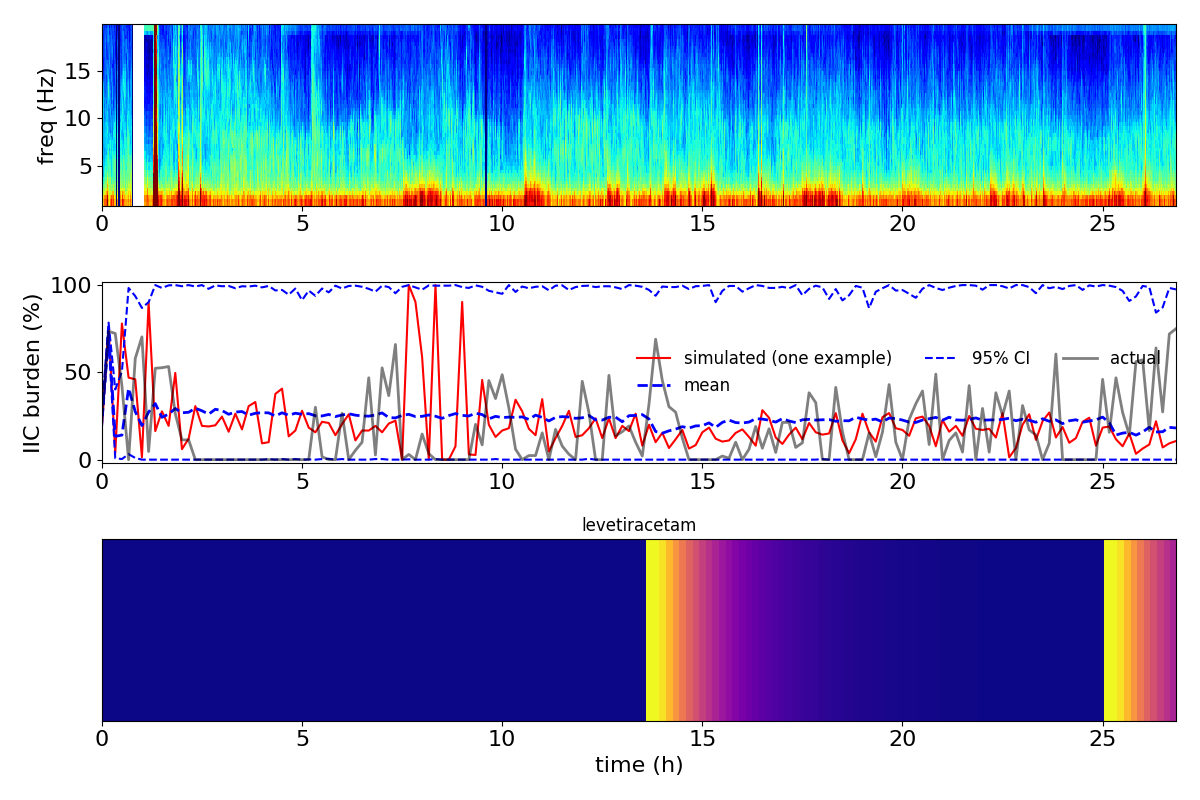 freq (Hz)
15
10
5
0 5 10 15 20 25
IIC burden (%)
100
50
0
simulated (one example) 95% CI actual
mean
0 5 10 15 20 25
levetiracetam
0 5 10 15 20 25
time (h)